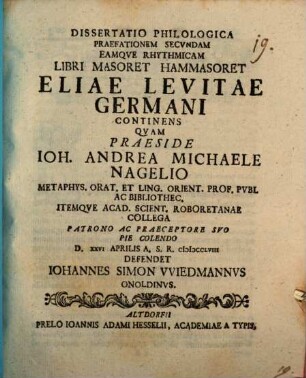 DISSERTATIO PHILOLOGICA
19.
PRAEFATIONEM SECVNDAM
EAMQVE RHYTHMICAM
LIBRI MASORET HAMMASORET
ELIAE LEVITAE
GERMANI
CONTINENS
QVAM
PRAESIDE
IOH. ANDREA MICHAELE
NAGELIO
METAPHYS. ORAT. ET LING. ORIENT. PROF. PVBL.
AC BIBLIOTHEC.
ITEMQVE ACAD. SCIENT. ROBORETANAE
COLLEGA
PATRONO AC PRAECEPTORE SVO
PIE COLENDO
D. XXVI APRILIS A. S. R. cIɔIɔccLVIII
DEFENDET
IOHANNES SIMON VVIEDMANNVS
ONOLDINVS.
ALTDORFII
PRELO IOANNIS ADAMI HESSELII, ACADEMIAE A TYPIS.